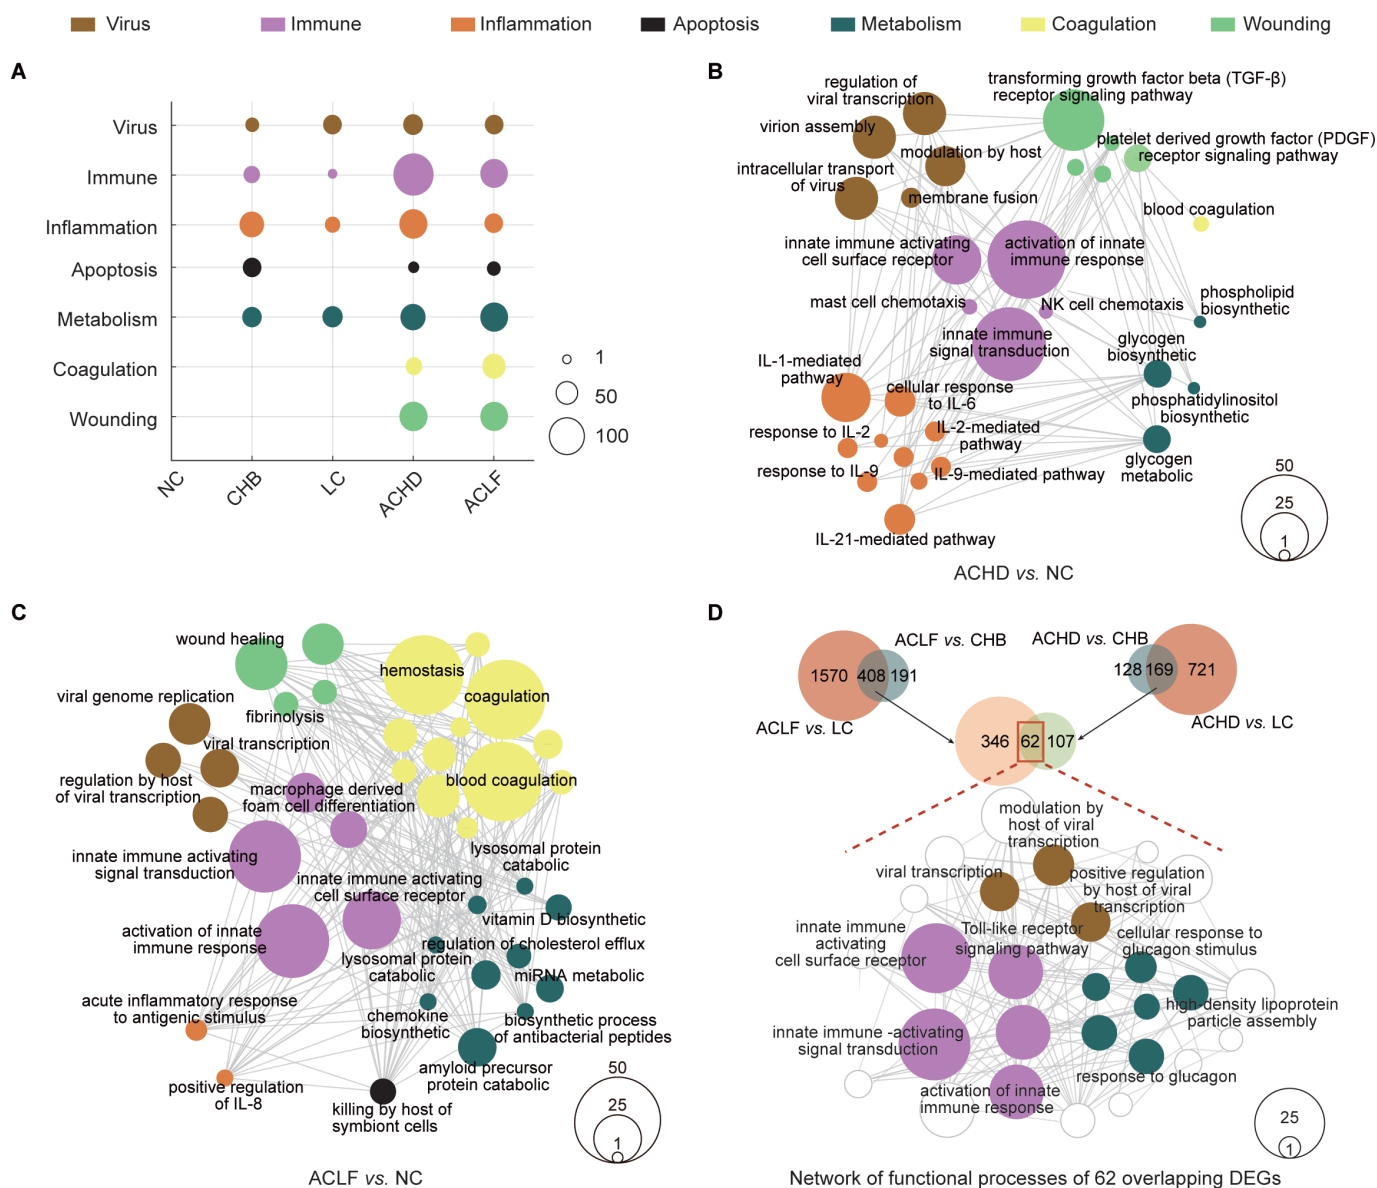 Virus
Immune
Inflammation
Apoptosis
Metabolism
Coagulation
Wounding
A
Virus
Immune
Inflammation
Apoptosis
Metabolism
Coagulation
Wounding
NC
CHB
LC
ACHD
ACLF
1
50
100
B
regulation of
viral transcription
virion assembly
modulation by host
intracellular transport
of virus
membrane fusion
transforming growth factor beta (TGF-β)
receptor signaling pathway
platelet derived growth factor (PDGF)
receptor signaling pathway
blood coagulation
innate immune activating
cell surface receptor
activation of innate
immune response
mast cell chemotaxis
NK cell chemotaxis
innate immune
signal transduction
phospholipid
biosynthetic
glycogen
biosynthetic
phosphatidylinositol
biosynthetic
glycogen
metabolic
IL-1-mediated
pathway
cellular response
to IL-6
response to IL-2
IL-2-mediated
pathway
response to IL-9
IL-9-mediated pathway
IL-21-mediated pathway
50
25
1
ACHD vs. NC
C
wound healing
hemostasis
coagulation
viral genome replication
fibrinolysis
viral transcription
regulation by host
of viral transcription
macrophage derived
foam cell differentiation
blood coagulation
innate immune activating
signal transduction
lysosomal protein
catabolic
innate immune activating
cell surface receptor
vitamin D biosynthetic
activation of innate
immune response
regulation of cholesterol efflux
lysosomal protein
catabolic
miRNA metabolic
acute inflammatory response
to antigenic stimulus
chemokine
biosynthetic
biosynthetic process
of antibacterial peptides
positive regulation
of IL-8
amyloid precursor
protein catabolic
killing by host of
symbiont cells
50
25
1
ACLF vs. NC
D
ACLF vs. CHB
ACHD vs. CHB
1570
408
191
128
169
721
ACLF vs. LC
ACHD vs. LC
346
62
107
modulation by
host of viral
transcription
viral transcription
positive regulation
by host of viral
transcription
innate immune
activating
cell surface receptor
Toll-like receptor
signaling pathway
cellular response to
glucagon stimulus
high-density lipoprotein
particle assembly
innate immune -activating
signal transduction
response to glucagon
activation of innate
immune response
25
1
Network of functional processes of 62 overlapping DEGs